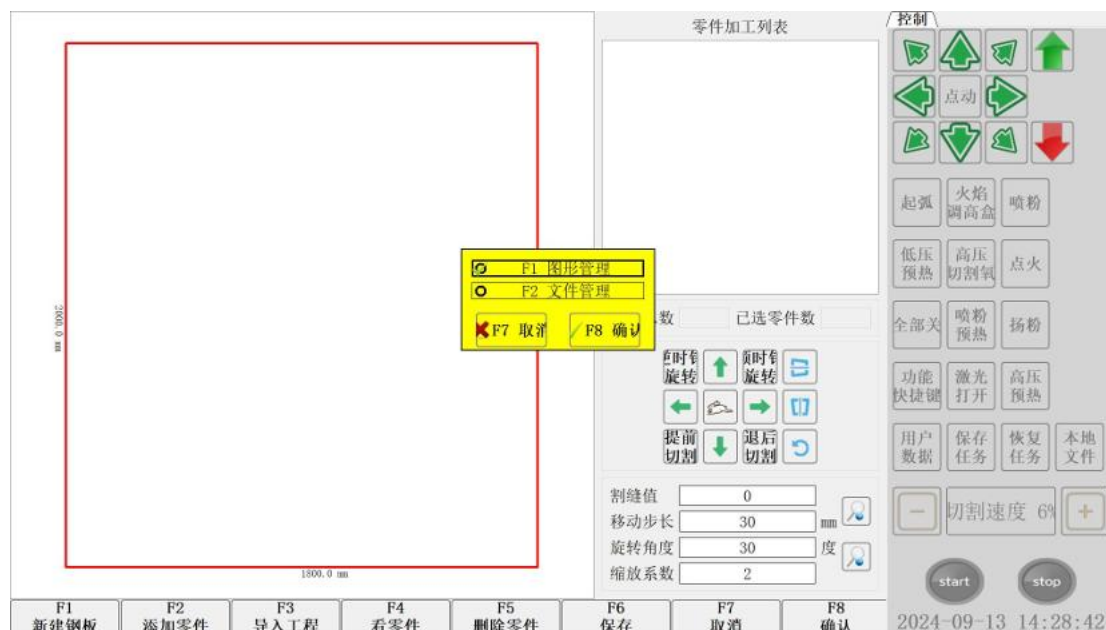 零件加工列表
2000.0 mm
1800.0 mm
F1 图形管理
F2 文件管理
F7 取消
F8 确认
数
已选零件数
逆时针
旋转
顺时针
旋转
提前
切割
退后
切割
割缝值 0
移动步长 30 mm
旋转角度 30 度
缩放系数 2
控制
点动
起弧
火焰
调高盒
喷粉
低压
预热
高压
切割氧
点火
全部关
喷粉
预热
扬粉
功能
快捷键
激光
打开
高压
预热
用户
数据
保存
任务
恢复
任务
本地
文件
切割速度 6%
start
stop
2024-09-13 14:28:42
F1
新建钢板
F2
添加零件
F3
导入工程
F4
看零件
F5
删除零件
F6
保存
F7
取消
F8
确认